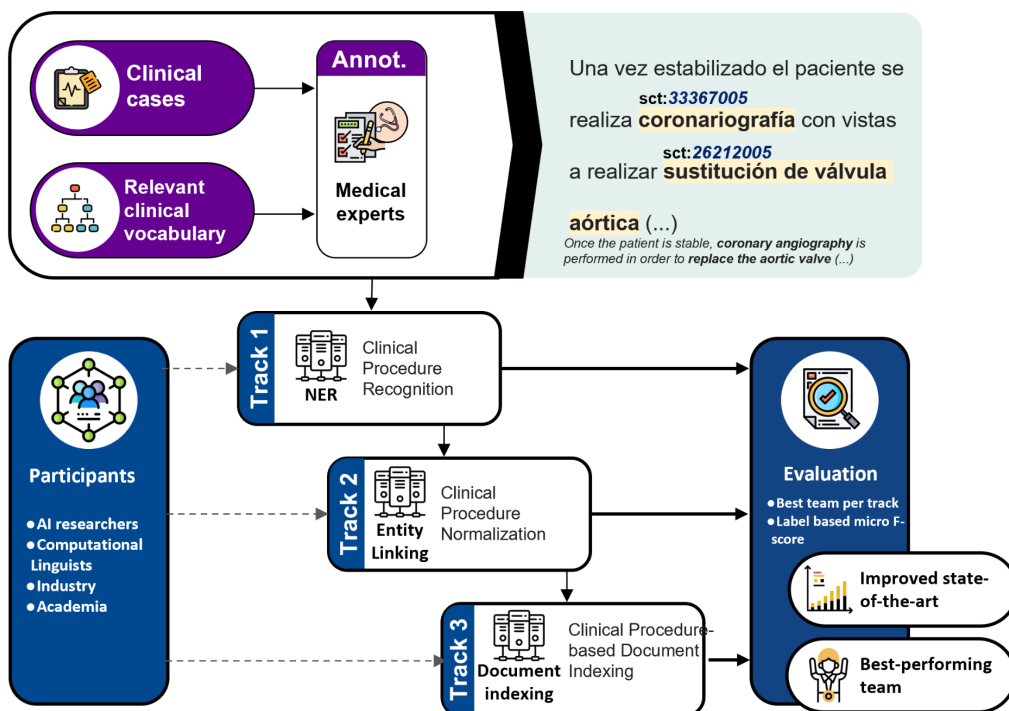 Clinical
cases
Relevant
clinical
vocabulary
Annot.
Medical
experts
Una vez estabilizado el paciente se
sct:33367005
realiza coronariografía con vistas
sct:26212005
a realizar sustitución de válvula
aórtica (...)
Once the patient is stable, coronary angiography is
performed in order to replace the aortic valve (...)
Participants
●AI researchers
●Computational
Linguists
●Industry
●Academia
Track 1
NER
Clinical
Procedure
Recognition
Track 2
Entity
Linking
Clinical
Procedure
Normalization
Track 3
Document
indexing
Clinical Procedure-
based Document
Indexing
Evaluation
●Best team per track
●Label based micro F-
score
Improved state-
of-the-art
Best-performing
team